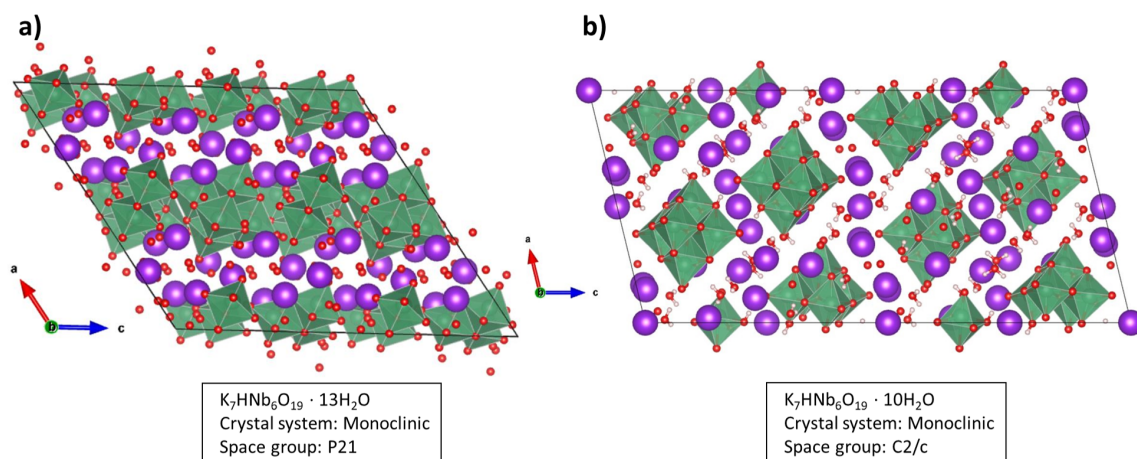 a)
b)
a
b
c
a
b
c
K₇HNb₆O₁₉ · 13H₂O
Crystal system: Monoclinic
Space group: P21
K₇HNb₆O₁₉ · 10H₂O
Crystal system: Monoclinic
Space group: C2/c